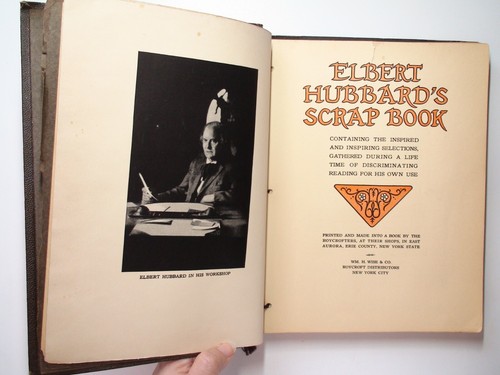 ELBERT HUBBARD IN HIS WORKSHOP
ELBERT
HUBBARD'S
SCRAP BOOK
CONTAINING THE INSPIRED
AND INSPIRING SELECTIONS,
GATHERED DURING A LIFE
TIME OF DISCRIMINATING
READING FOR HIS OWN USE
PRINTED AND MADE INTO A BOOK BY THE
ROYCROFTERS, AT THEIR SHOPS, IN EAST
AURORA, ERIE COUNTY, NEW YORK STATE
WM. H. WISE & CO.
ROYCROFT DISTRIBUTORS
NEW YORK CITY